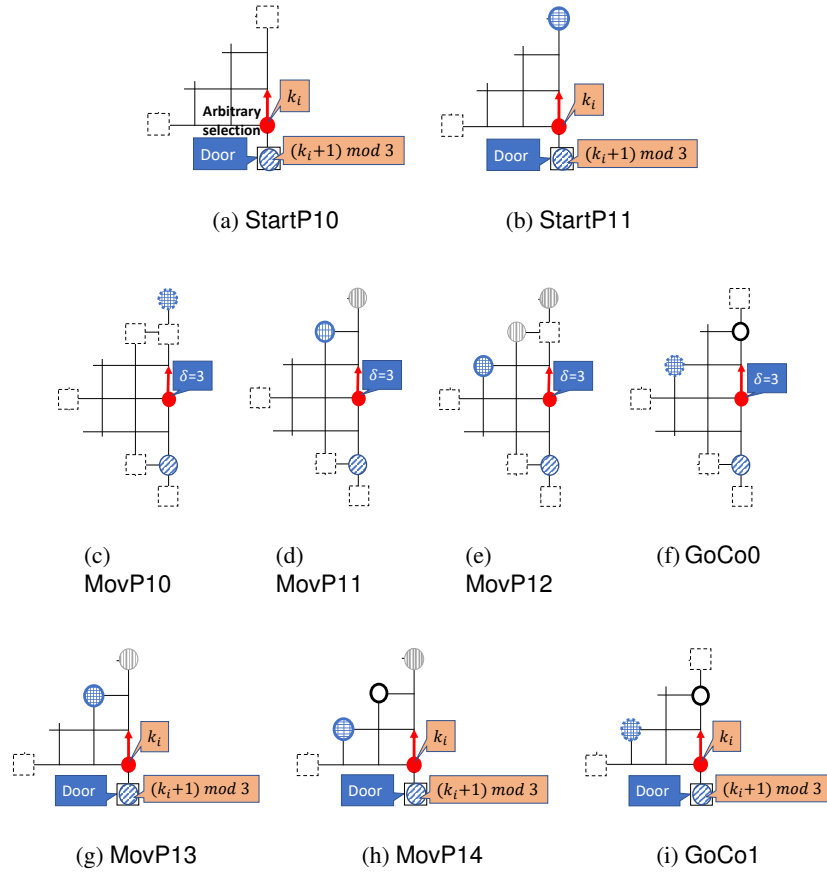 Arbitrary
selection
k_i
Door
(k_i+1) mod 3
k_i
Door
(k_i+1) mod 3
(a) StartP10
(b) StartP11
δ=3
δ=3
δ=3
δ=3
(c)
MovP10
(d)
MovP11
(e)
MovP12
(f) GoCo0
k_i
Door
(k_i+1) mod 3
k_i
Door
(k_i+1) mod 3
k_i
Door
(k_i+1) mod 3
(g) MovP13
(h) MovP14
(i) GoCo1